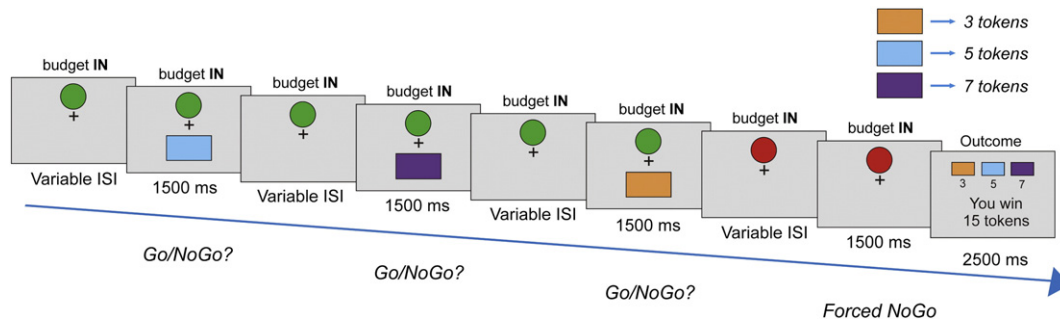 3 tokens
5 tokens
7 tokens
budget IN
budget IN
budget IN
budget IN
budget IN
budget IN
budget IN
budget IN
Outcome
+
+
+
+
+
+
+
+
3 5 7
You win
15 tokens
Variable ISI
1500 ms
Variable ISI
1500 ms
Variable ISI
1500 ms
Variable ISI
1500 ms
2500 ms
Go/NoGo?
Go/NoGo?
Go/NoGo?
Forced NoGo